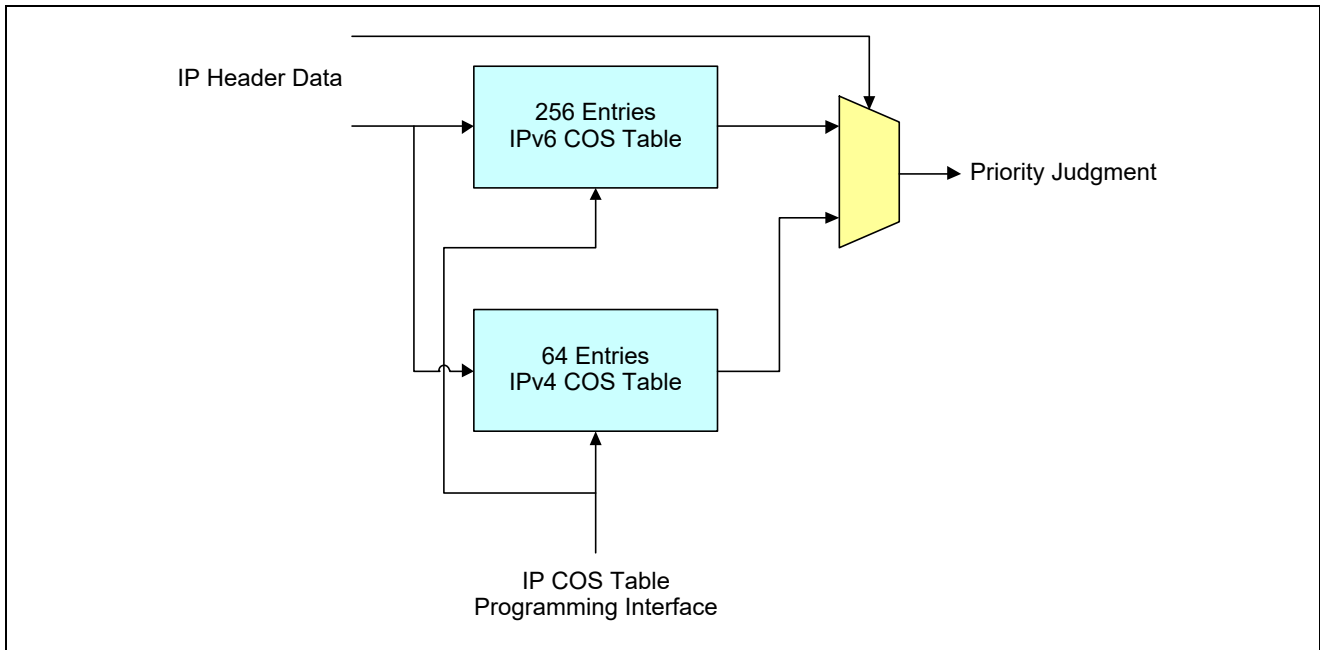 IP Header Data
256 Entries
IPv6 COS Table
Priority Judgment
64 Entries
IPv4 COS Table
IP COS Table
Programming Interface